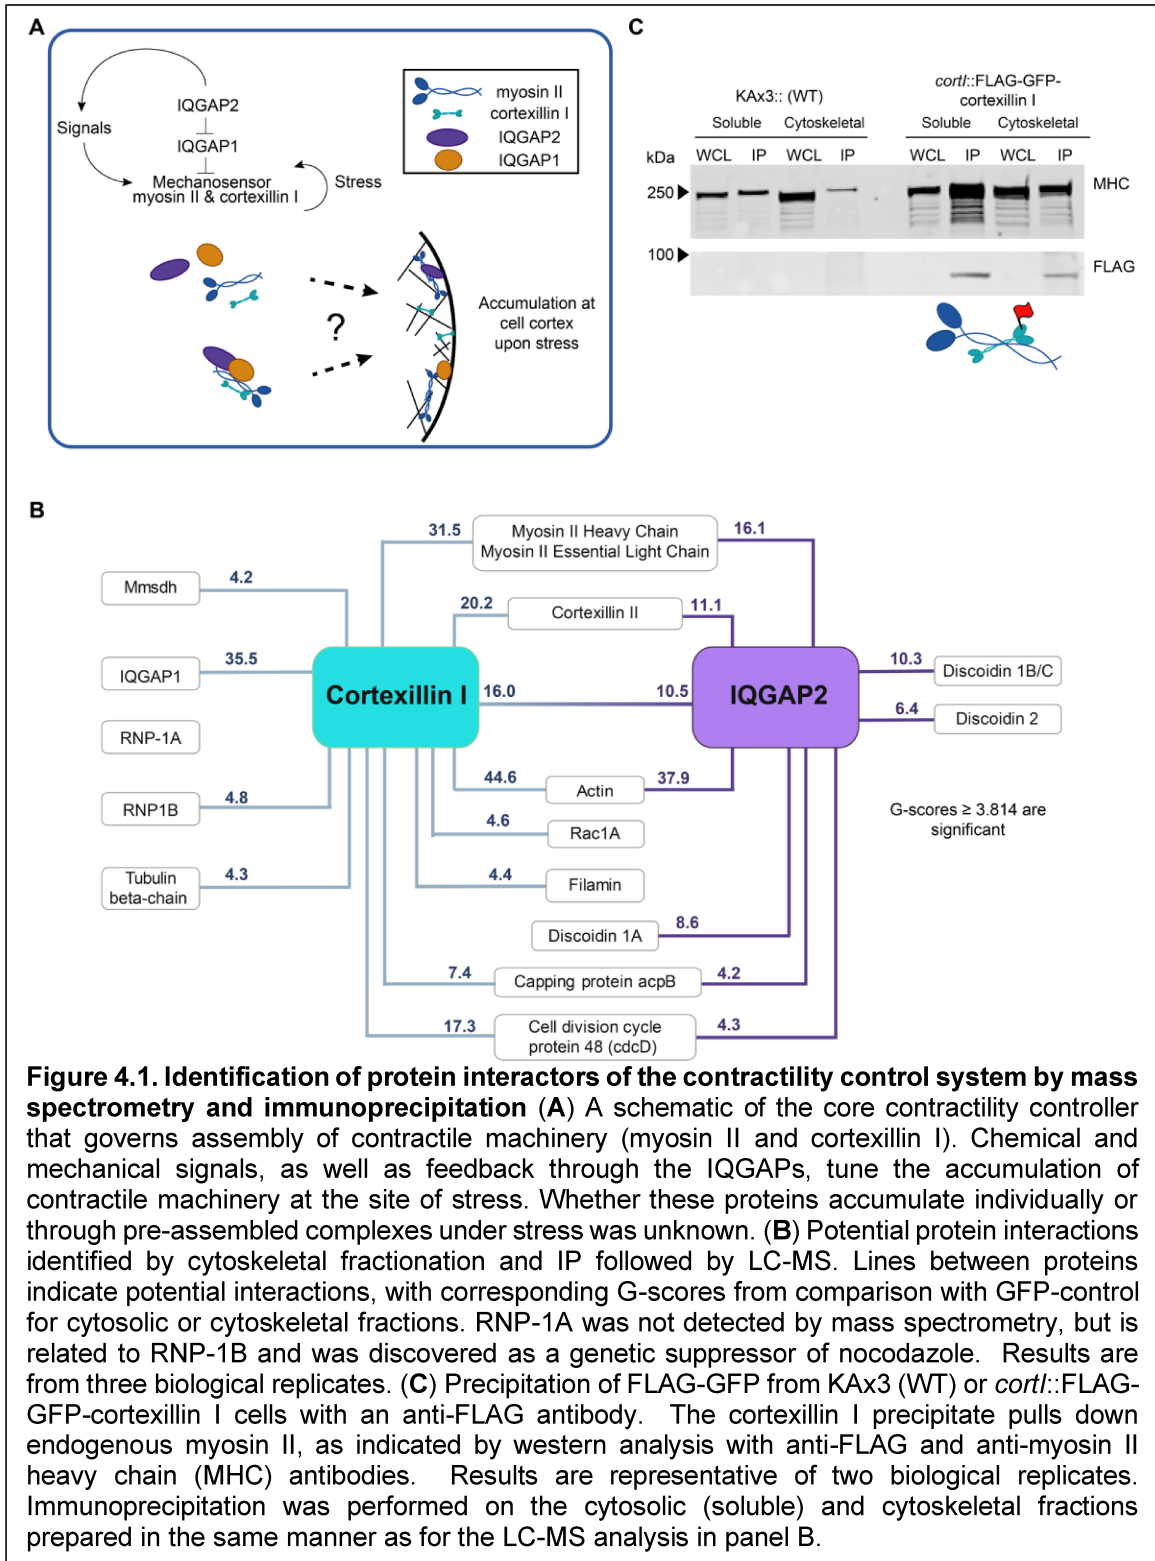 A
IQGAP2
Signals
IQGAP1
Mechanosensor
myosin II & cortexillin I
Stress
myosin II
cortexillin I
IQGAP2
IQGAP1
?
Accumulation at
cell cortex
upon stress
C
KAx3:: (WT)
cortI::FLAG-GFP-
cortexillin I
Soluble Cytoskeletal Soluble Cytoskeletal
kDa WCL IP WCL IP WCL IP WCL IP
250 MHC
100 FLAG
B
31.5 Myosin II Heavy Chain 16.1
Myosin II Essential Light Chain
Mmsdh 4.2
20.2 Cortexillin II 11.1
IQGAP1 35.5
Cortexillin I 16.0 10.5 IQGAP2
10.3 Discoidin 1B/C
6.4 Discoidin 2
RNP-1A
44.6 Actin 37.9
RNP1B 4.8
4.6 Rac1A
G-scores ≥ 3.814 are
significant
Tubulin
beta-chain 4.3
4.4 Filamin
Discoidin 1A 8.6
7.4 Capping protein acpB 4.2
17.3 Cell division cycle 4.3
protein 48 (cdcD)
Figure 4.1. Identification of protein interactors of the contractility control system by mass
spectrometry and immunoprecipitation (A) A schematic of the core contractility controller
that governs assembly of contractile machinery (myosin II and cortexillin I). Chemical and
mechanical signals, as well as feedback through the IQGAPs, tune the accumulation of
contractile machinery at the site of stress. Whether these proteins accumulate individually or
through pre-assembled complexes under stress was unknown. (B) Potential protein interactions
identified by cytoskeletal fractionation and IP followed by LC-MS. Lines between proteins
indicate potential interactions, with corresponding G-scores from comparison with GFP-control
for cytosolic or cytoskeletal fractions. RNP-1A was not detected by mass spectrometry, but is
related to RNP-1B and was discovered as a genetic suppressor of nocodazole. Results are
from three biological replicates. (C) Precipitation of FLAG-GFP from KAx3 (WT) or cortI::FLAG-
GFP-cortexillin I cells with an anti-FLAG antibody. The cortexillin I precipitate pulls down
endogenous myosin II, as indicated by western analysis with anti-FLAG and anti-myosin II
heavy chain (MHC) antibodies. Results are representative of two biological replicates.
Immunoprecipitation was performed on the cytosolic (soluble) and cytoskeletal fractions
prepared in the same manner as for the LC-MS analysis in panel B.